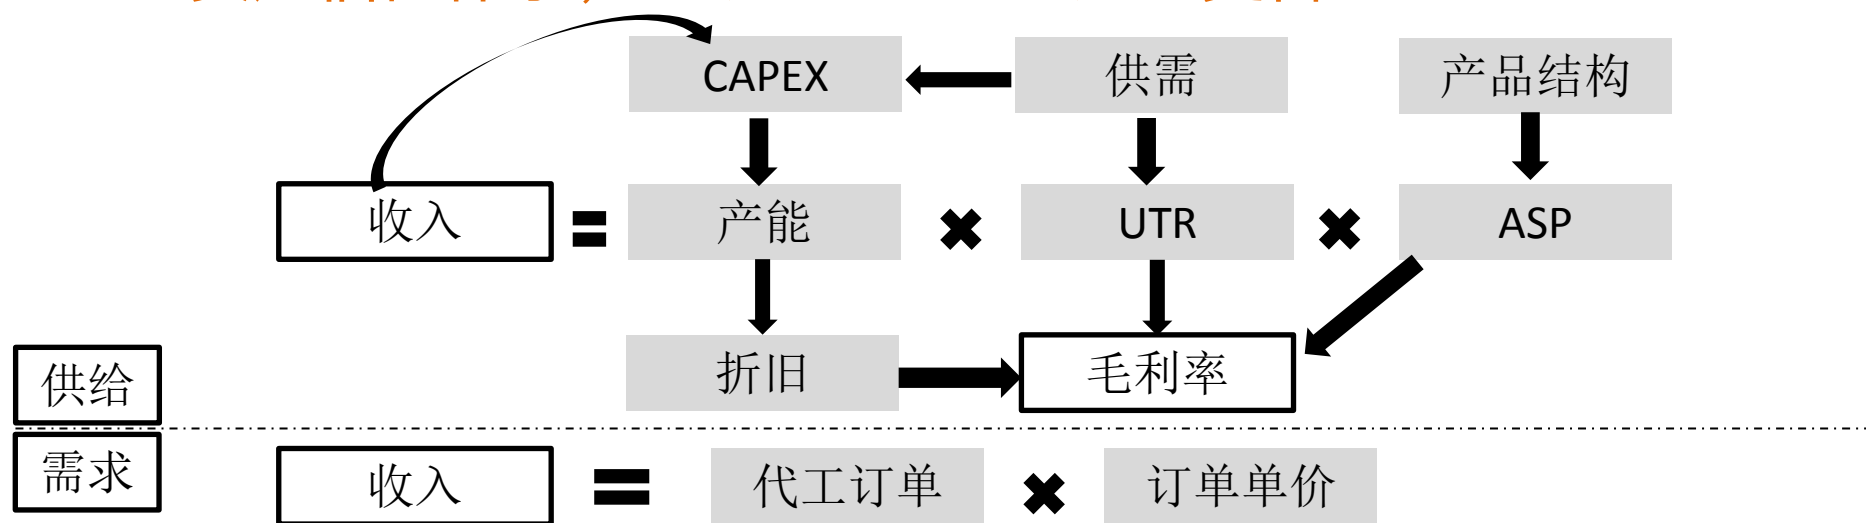 CAPEX 供需 产品结构
收入 = 产能 × UTR × ASP
折旧 毛利率
供给
需求
收入 = 代工订单 × 订单单价